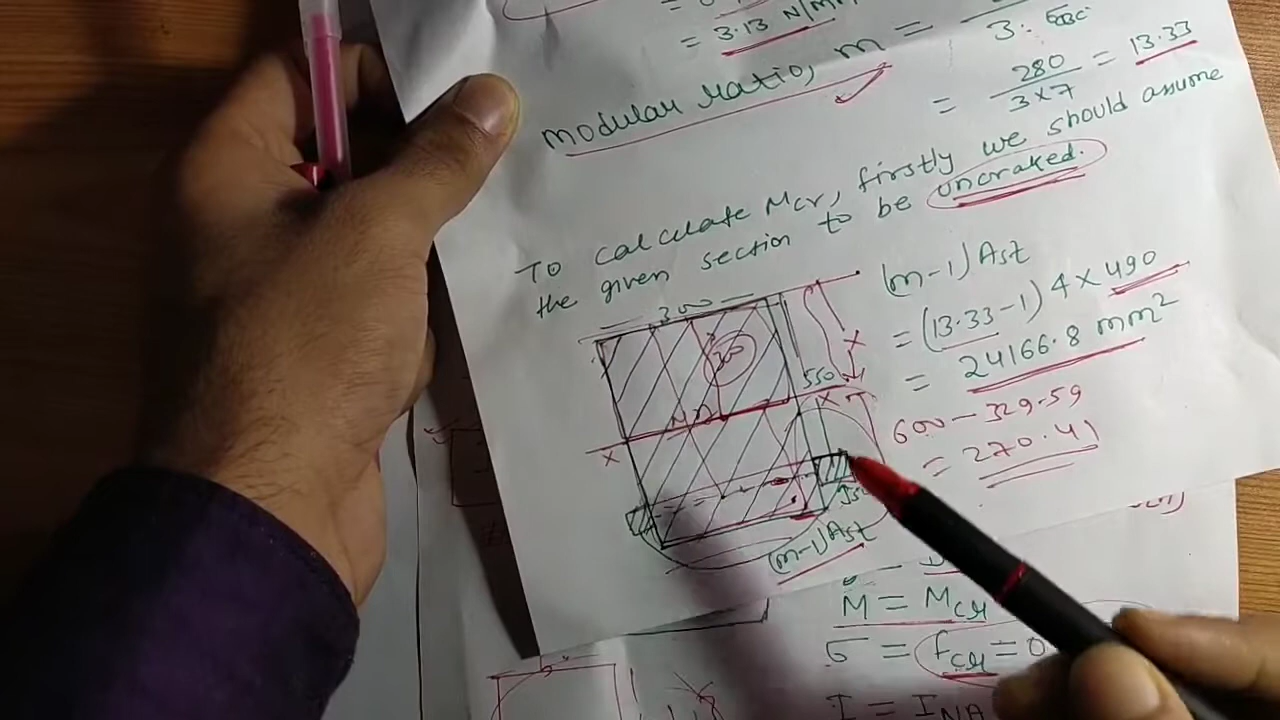 = 3.13 N/mm
modular ratio, m =
= 280 / 3×7 = 13.33
To calculate Mcr, firstly we should assume
the given section to be uncraked.
300
(m-1) Ast
= (13.33-1) 4 × 490
= 24166.8 mm²
x
550
x
x
600 - 329.59
= 270.41
(m-1) Ast
M = Mcr
σ = fcr = 0
I = INA